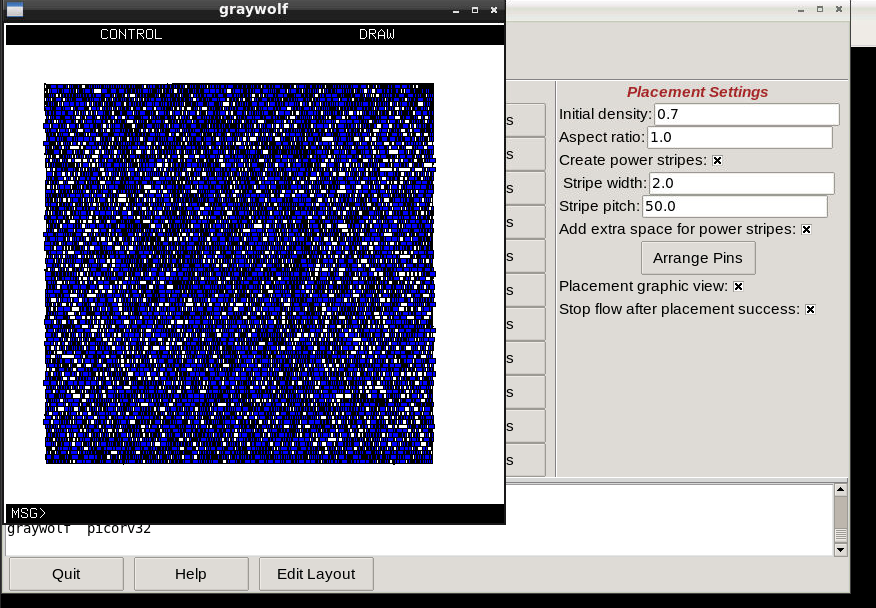 graywolf
CONTROL DRAW
Placement Settings
Initial density: 0.7
Aspect ratio: 1.0
Create power stripes:
Stripe width: 2.0
Stripe pitch: 50.0
Add extra space for power stripes:
Arrange Pins
Placement graphic view:
Stop flow after placement success:
s
s
s
s
s
s
s
s
s
s
s
MSG>
graywolf picorv32
Quit Help Edit Layout